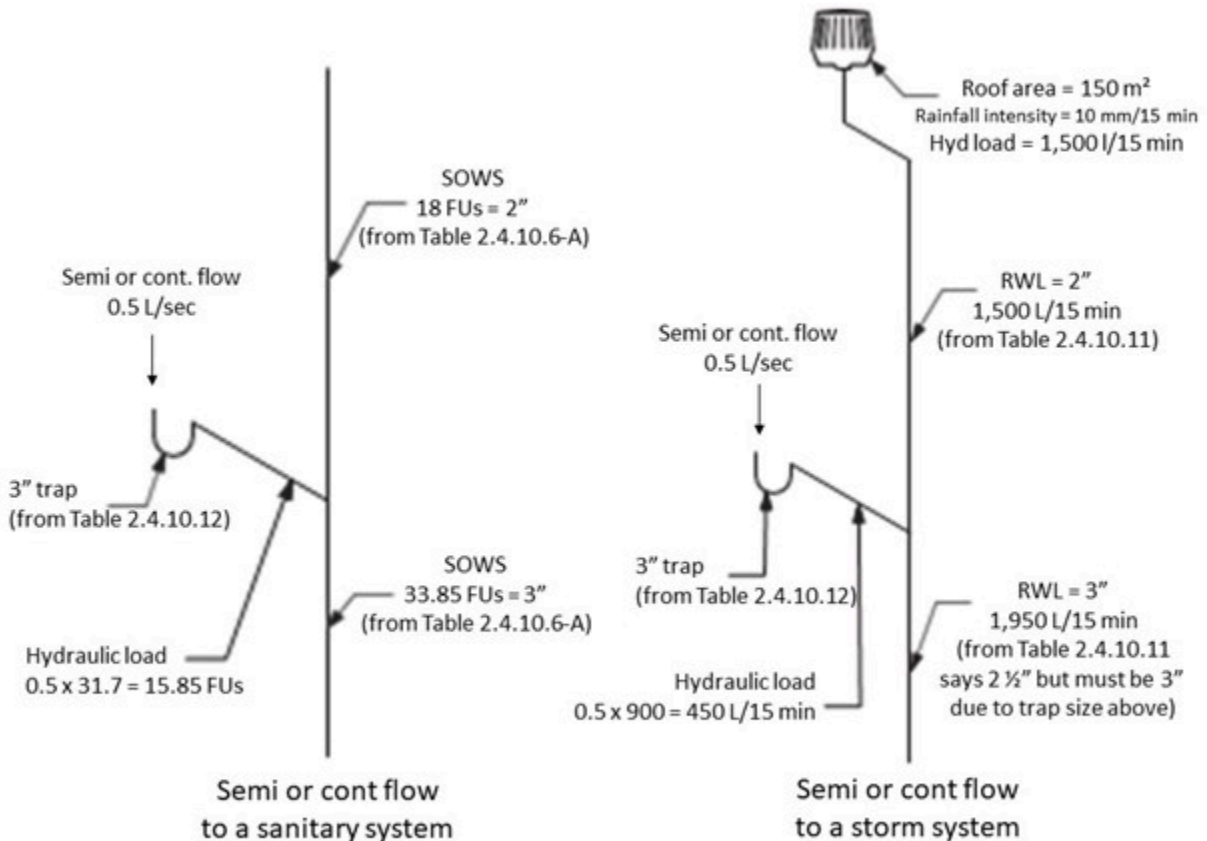 SOWS
18 FUs = 2"
(from Table 2.4.10.6-A)
Semi or cont. flow
0.5 L/sec
3" trap
(from Table 2.4.10.12)
SOWS
33.85 FUs = 3"
(from Table 2.4.10.6-A)
Hydraulic load
0.5 x 31.7 = 15.85 FUs
Semi or cont flow
to a sanitary system
Roof area = 150 m²
Rainfall intensity = 10 mm/15 min
Hyd load = 1,500 l/15 min
RWL = 2"
1,500 L/15 min
(from Table 2.4.10.11)
Semi or cont. flow
0.5 L/sec
3" trap
(from Table 2.4.10.12)
RWL = 3"
1,950 L/15 min
(from Table 2.4.10.11
says 2 ½" but must be 3"
due to trap size above)
Hydraulic load
0.5 x 900 = 450 L/15 min
Semi or cont flow
to a storm system